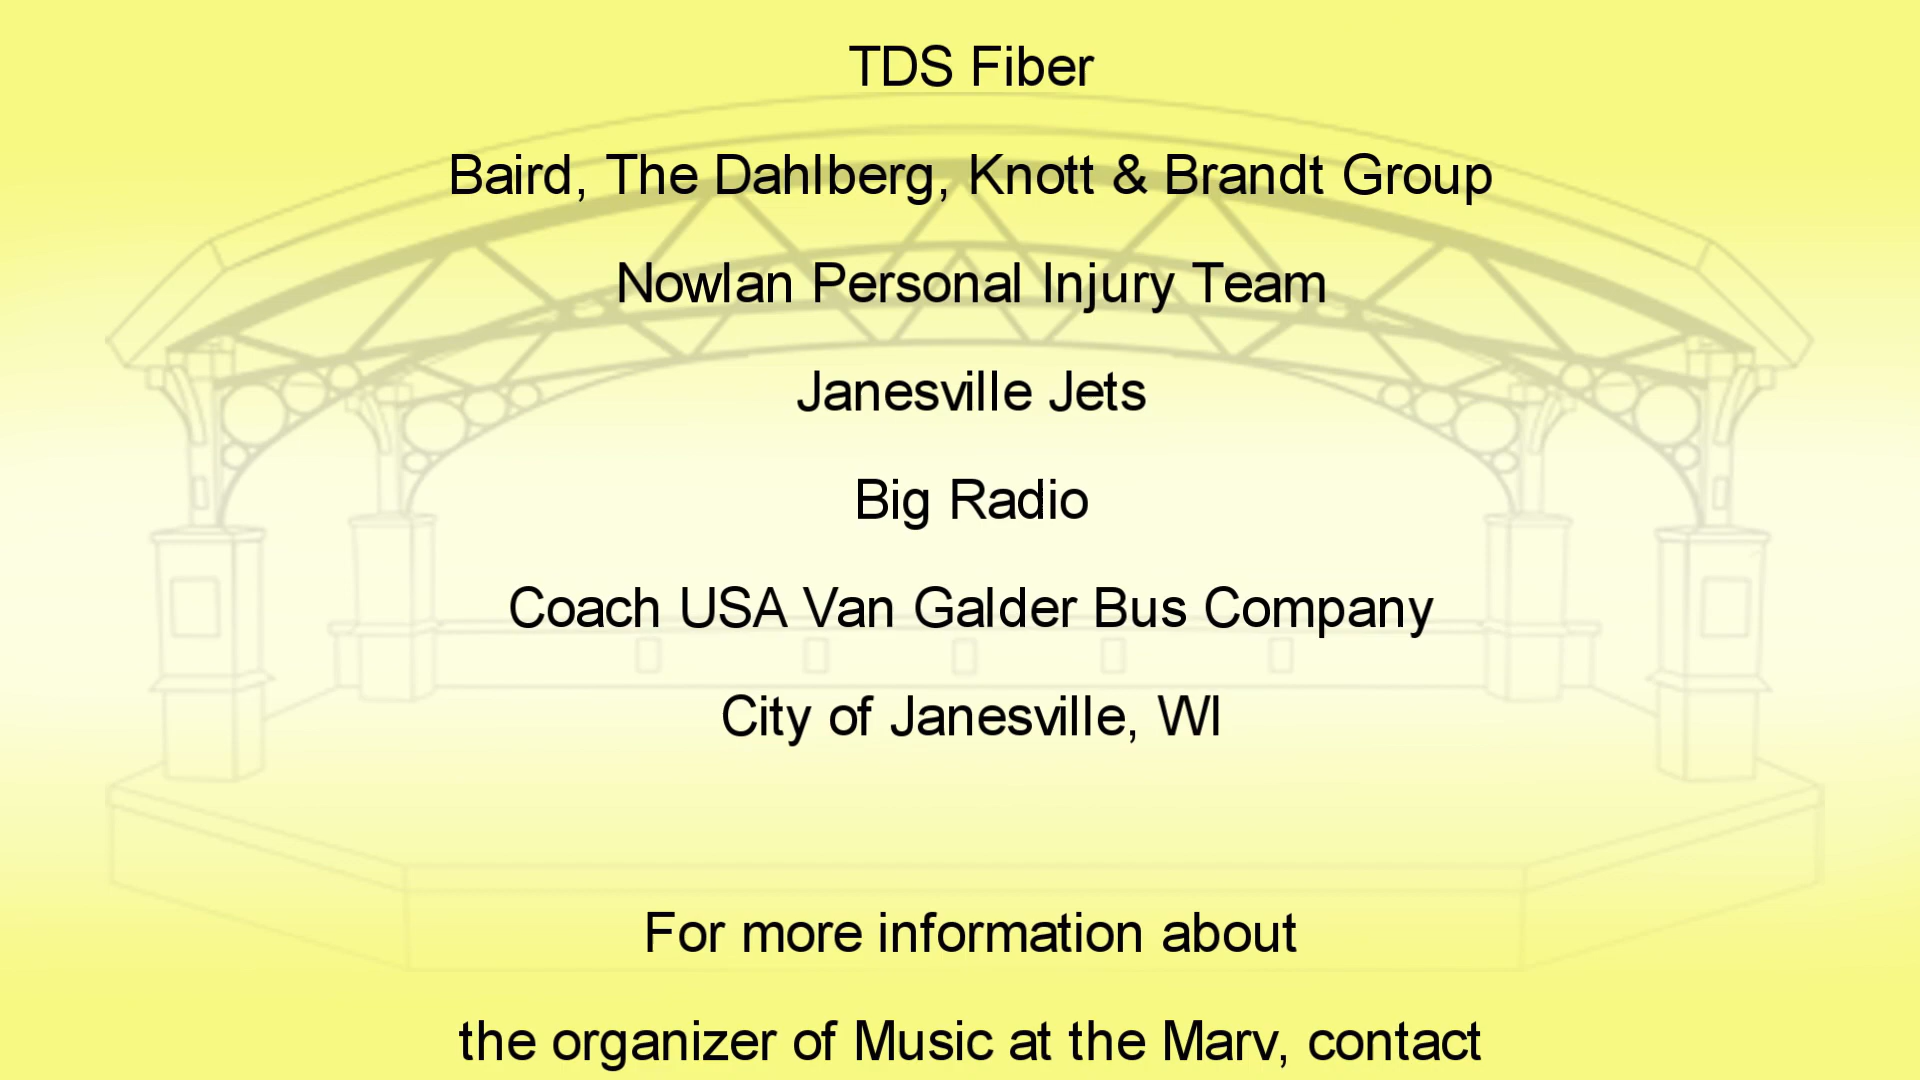 TDS Fiber
Baird, The Dahlberg, Knott & Brandt Group
Nowlan Personal Injury Team
Janesville Jets
Big Radio
Coach USA Van Galder Bus Company
City of Janesville, WI
For more information about
the organizer of Music at the Marv, contact